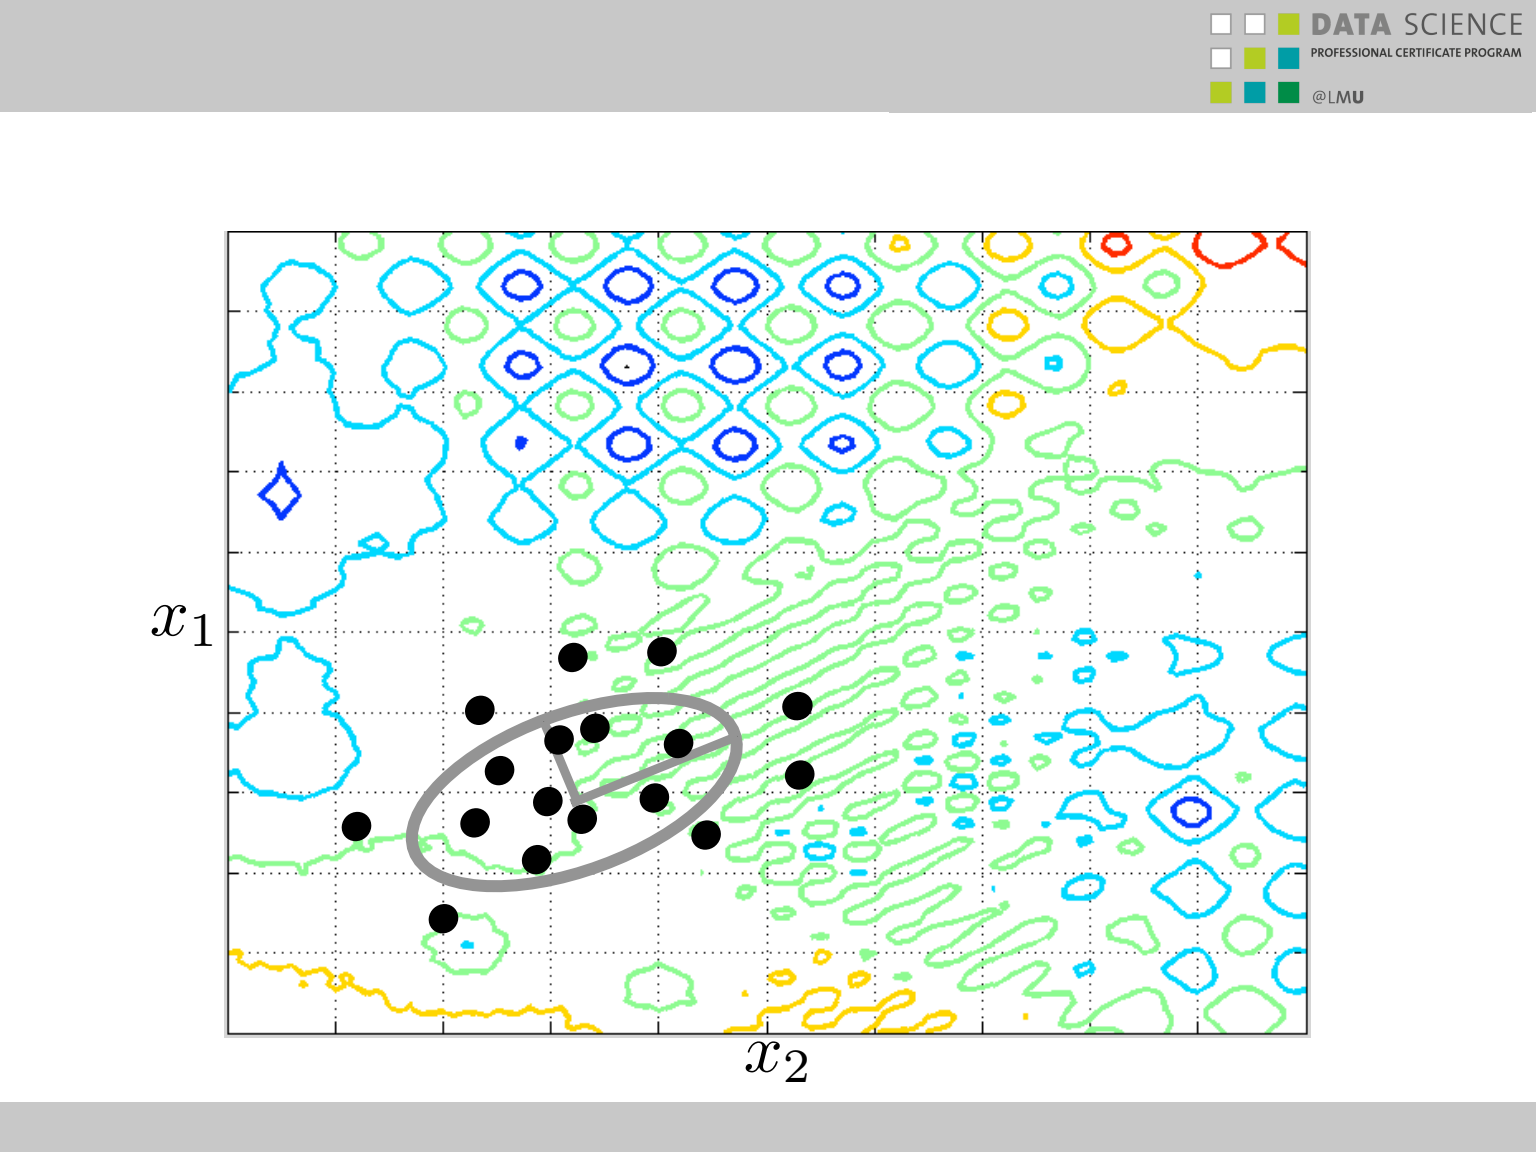 DATA SCIENCE
PROFESSIONAL CERTIFICATE PROGRAM
@LMU
x₁
x₂